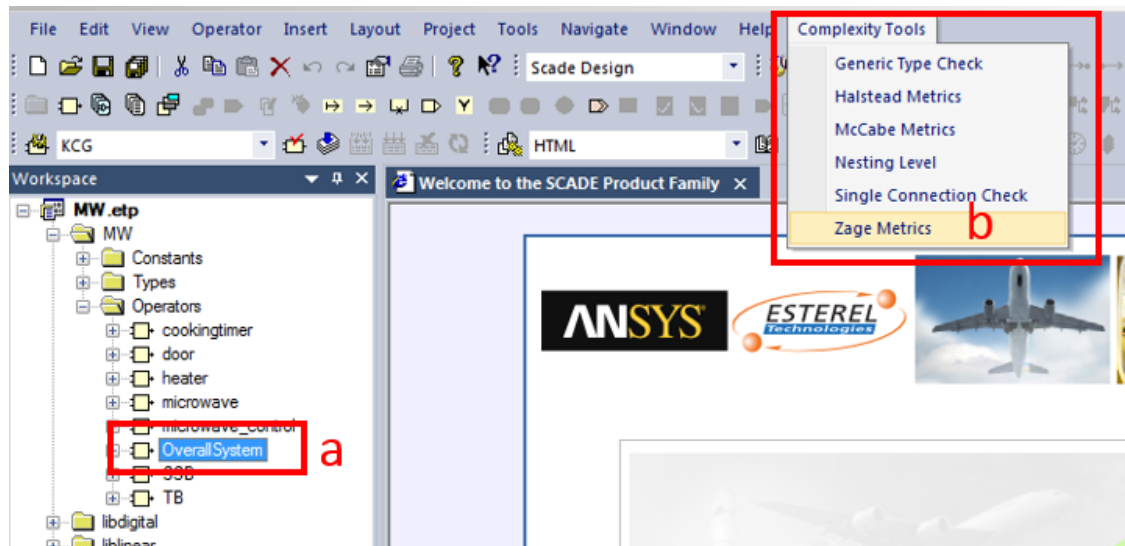 File Edit View Operator Insert Layout Project Tools Navigate Window Help Complexity Tools
Scade Design
KCG
HTML
Generic Type Check
Halstead Metrics
McCabe Metrics
Nesting Level
Single Connection Check
Zage Metrics
b
Workspace
Welcome to the SCADE Product Family
MW.etp
MW
Constants
Types
Operators
cookingtimer
door
heater
microwave
microwave_control
OverallSystem
a
TB
libdigital
liblinear
ANSYS
ESTEREL
Technologies